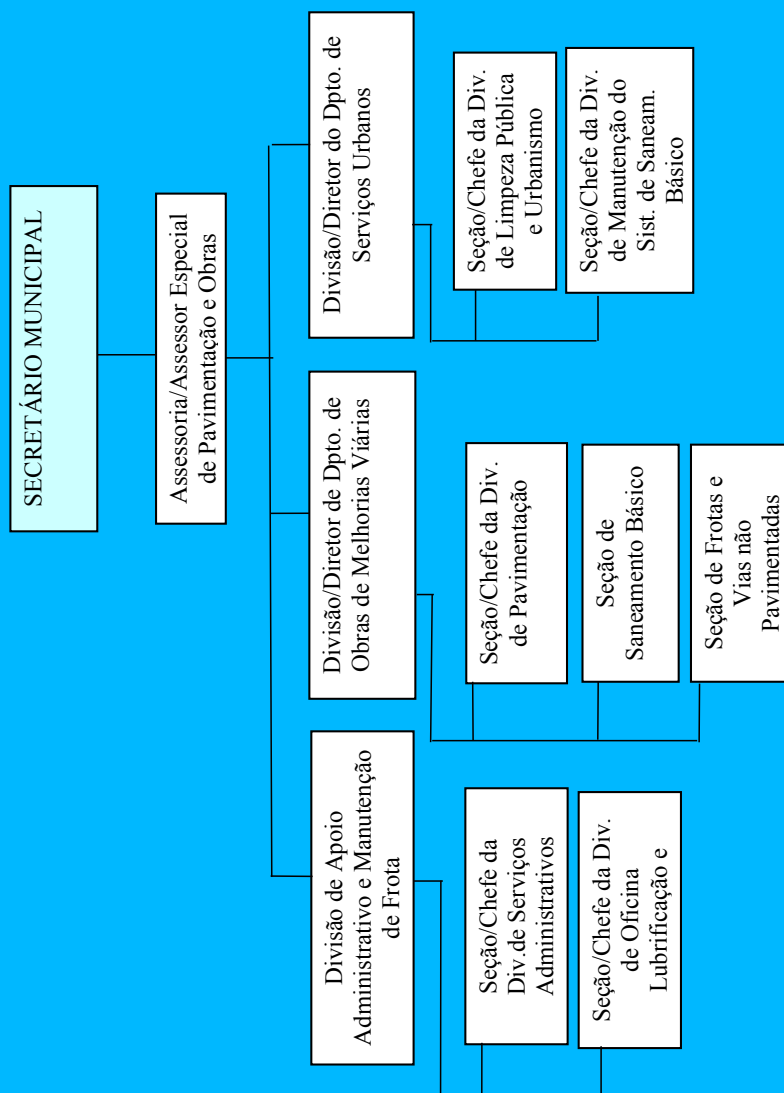 SECRETÁRIO MUNICIPAL
Assessoria/Assessor Especial
de Pavimentação e Obras
Divisão de Apoio
Administrativo e Manutenção
de Frota
Seção/Chefe da
Div.de Serviços
Administrativos
Seção/Chefe da Div.
de Oficina
Lubrificação e
Divisão/Diretor de Dpto. de
Obras de Melhorias Viárias
Seção/Chefe da Div.
de Pavimentação
Seção de
Saneamento Básico
Seção de Frotas e
Vias não
Pavimentadas
Divisão/Diretor do Dpto. de
Serviços Urbanos
Seção/Chefe da Div.
de Limpeza Pública
e Urbanismo
Seção/Chefe da Div.
de Manutenção do
Sist. de Saneam.
Básico